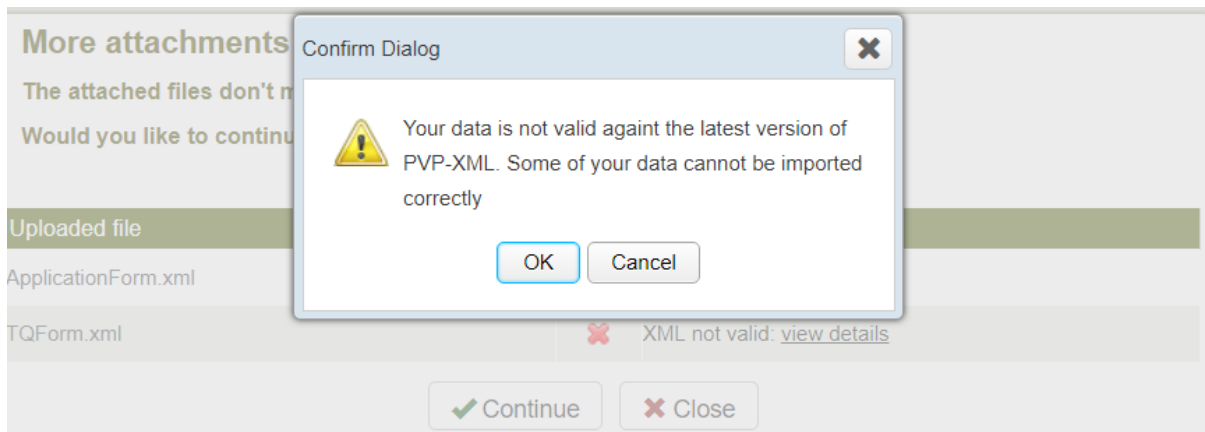 More attachments
Confirm Dialog
The attached files don't
Would you like to
Your data is not valid againt the latest version of
PVP-XML. Some of your data cannot be imported
correctly
OK Cancel
Uploaded file
ApplicationForm.xml
TQForm.xml XML not valid: view details
Continue Close